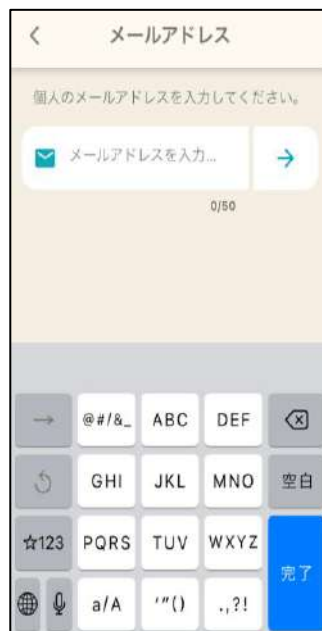 メールアドレス
個人のメールアドレスを入力してください。
メールアドレスを入力...
0/50
@#/&_ ABC DEF
GHI JKL MNO 空白
☆123 PQRS TUV WXYZ
完了
a/A '"() .,?!